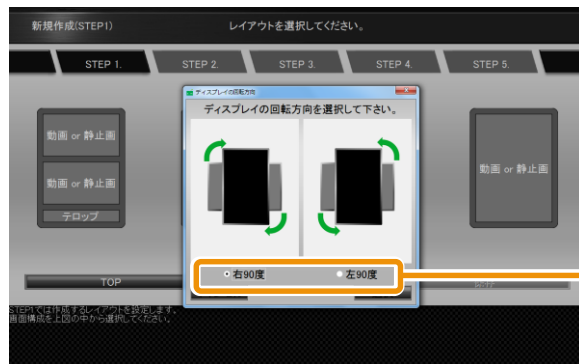 新規作成(STEP1)
レイアウトを選択してください。
STEP 1.
STEP 2.
STEP 3.
STEP 4.
STEP 5.
ディスプレイの回転方向
ディスプレイの回転方向を選択して下さい。
動画 or 静止画
動画 or 静止画
テロップ
動画 or 静止画
右90度
左90度
TOP
STEP1では作成するレイアウトを設定します。
画面構成を上図の中から選択してください。